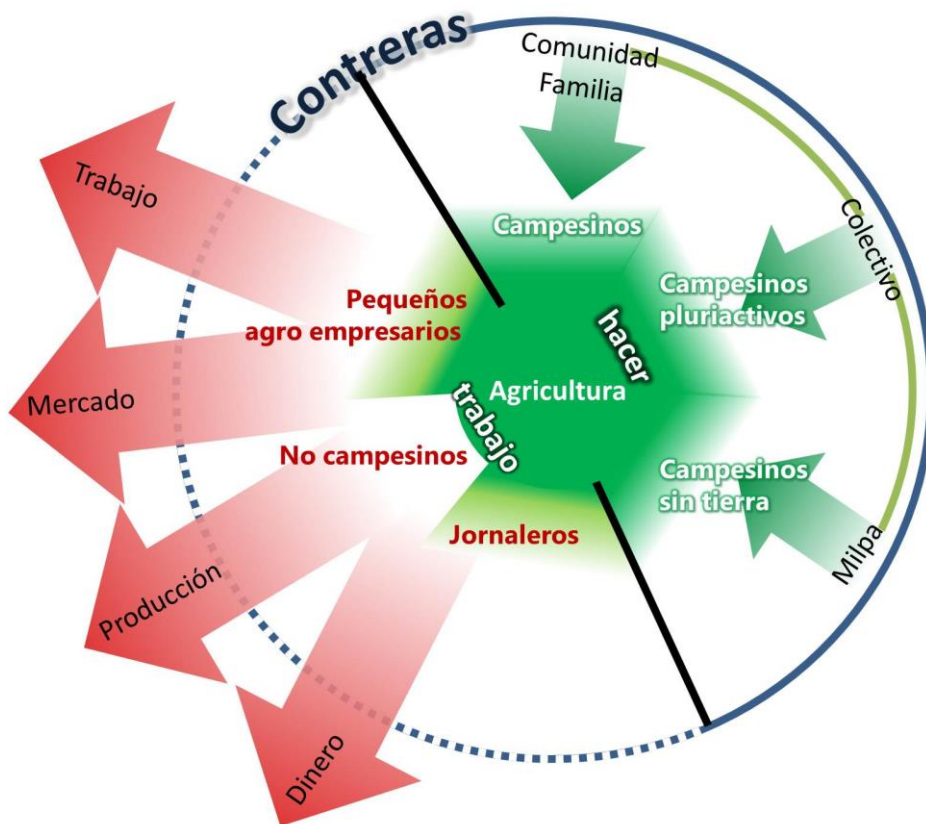 Contreras
Comunidad
Familia
Trabajo
Colectivo
Campesinos
Campesinos
pluriactivos
Pequeños
agro empresarios
hacer
Agricultura
Mercado
trabajo
No campesinos
Campesinos
sin tierra
Jornaleros
Milpa
Producción
Dinero